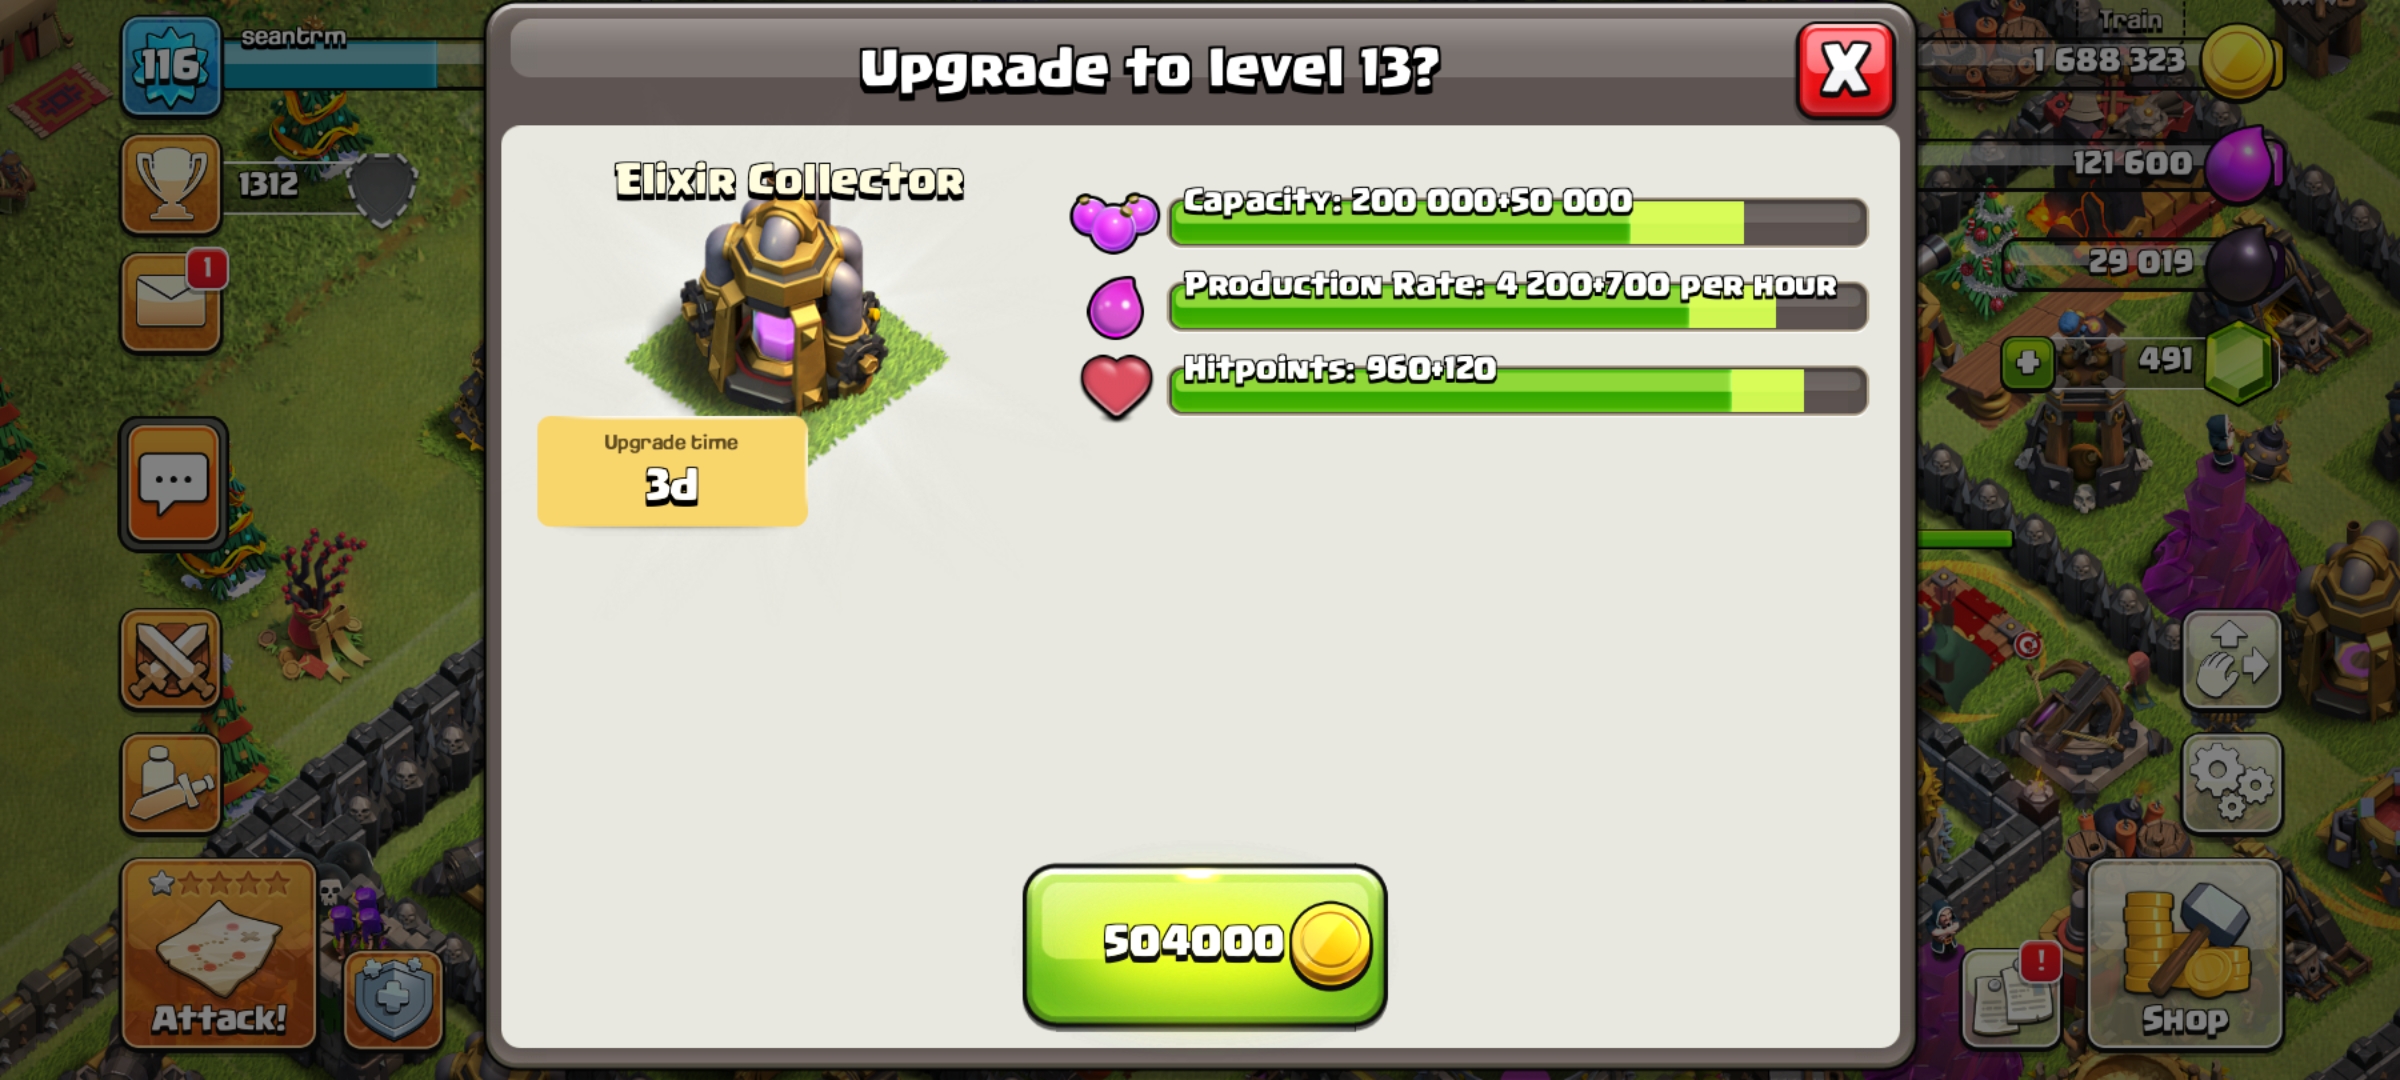 116
seantrm
Upgrade to level 13?
X
Train
1 688 323
1312
121 600
1
29 019
491
Elixir Collector
Capacity: 200 000+50 000
Production Rate: 4 200+700 per hour
Hitpoints: 960+120
Upgrade time
3d
504000
Attack!
!
Shop